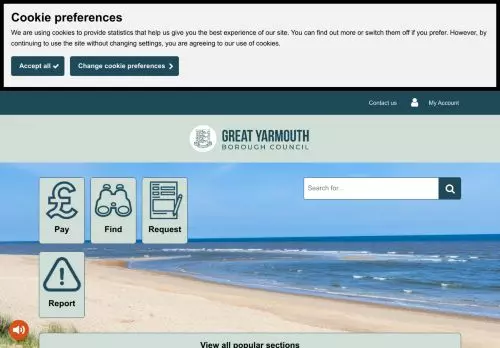 Cookie preferences
We are using cookies to provide statistics that help us give you the best experience of our site. You can find out more or switch them off if you prefer. However, by
continuing to use the site without changing settings, you are agreeing to our use of cookies.
Accept all
Change cookie preferences
Contact us
My Account
GREAT YARMOUTH
BOROUGH COUNCIL
Pay
Find
Request
Search for...
Report
View all popular sections